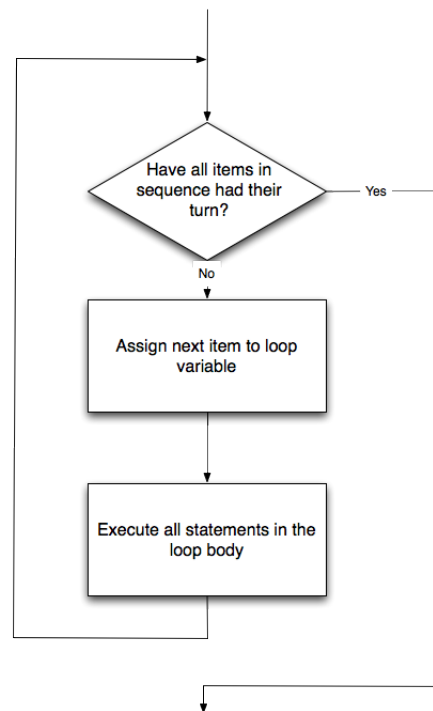 Have all items in
sequence had their
turn?
Yes
No
Assign next item to loop
variable
Execute all statements in the
loop body